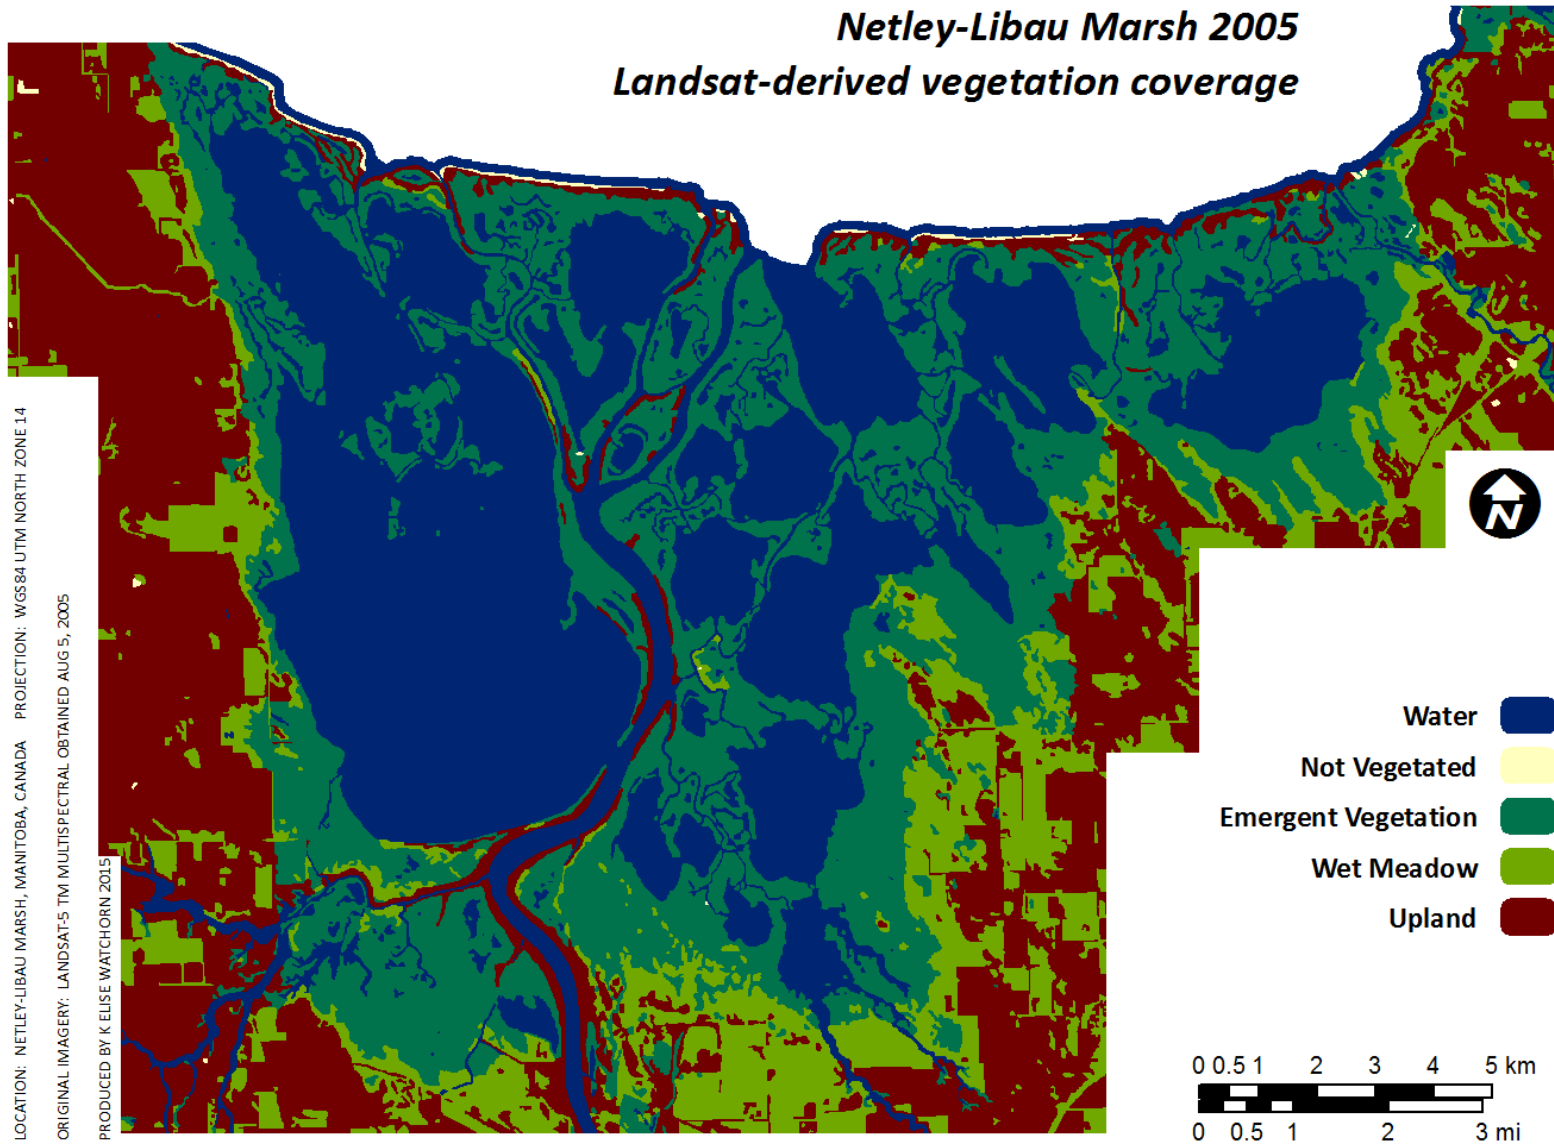 Netley-Libau Marsh 2005
Landsat-derived vegetation coverage
LOCATION: NETLEY-LIBAU MARSH, MANITOBA, CANADA PROJECTION: WGS84 UTM NORTH ZONE 14
ORIGINAL IMAGERY: LANDSAT-5 TM MULTISPECTRAL OBTAINED AUG 5, 2005
PRODUCED BY K ELISE WATCHORN 2015
N
Water
Not Vegetated
Emergent Vegetation
Wet Meadow
Upland
0 0.5 1 2 3 4 5 km
0 0.5 1 2 3 mi